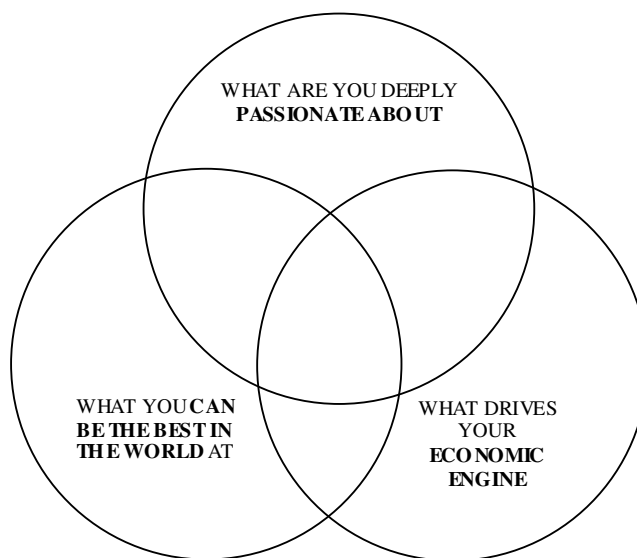 WHAT ARE YOU DEEPLY
PASSIONATE ABOUT
WHAT YOU CAN
BE THE BEST IN
THE WORLD AT
WHAT DRIVES
YOUR
ECONOMIC
ENGINE